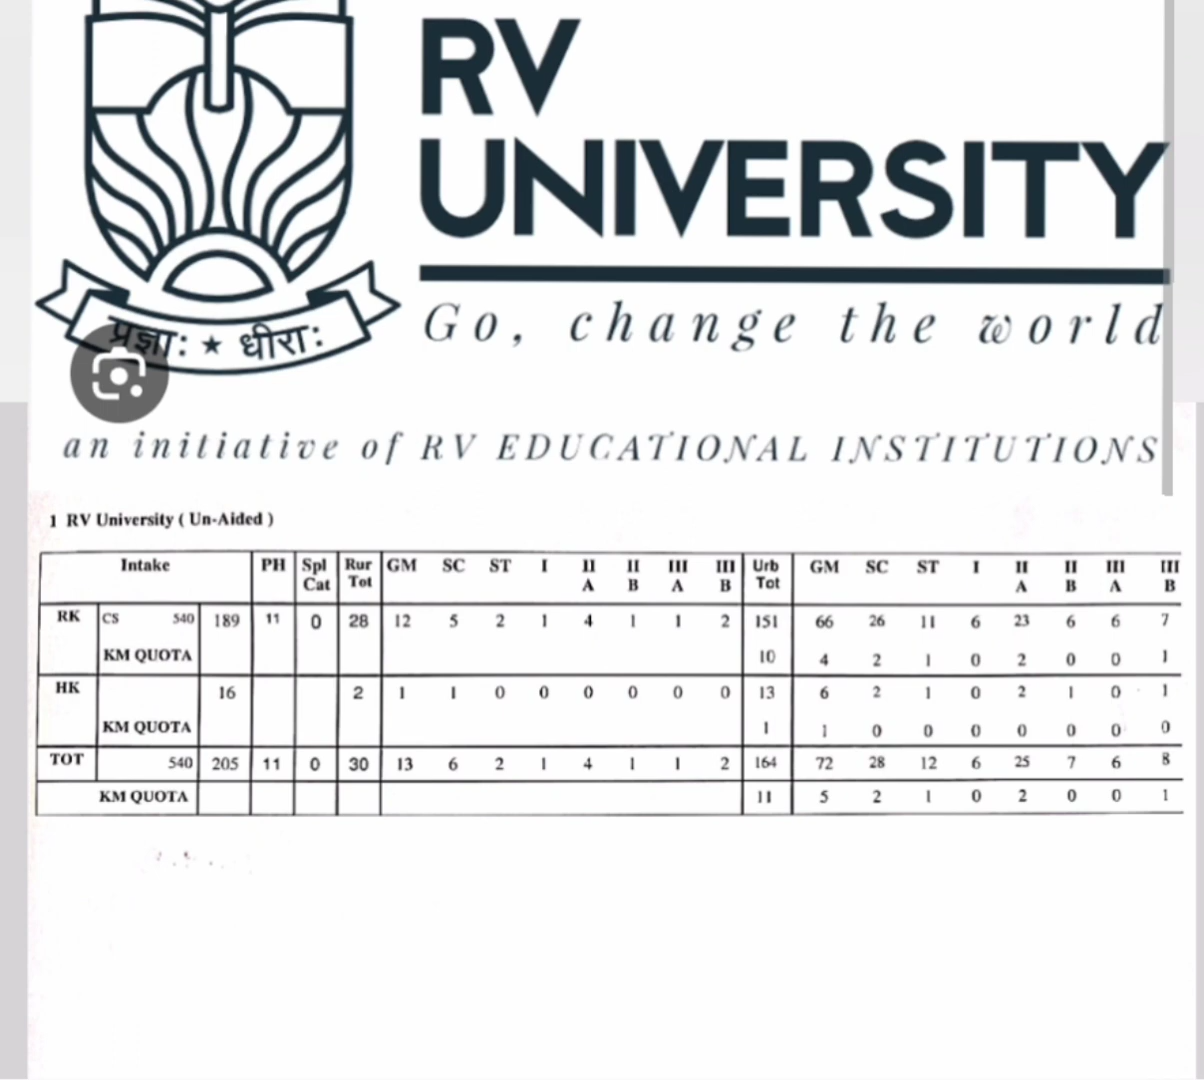 RV
UNIVERSITY
Go, change the world
प्रज्ञा: ★ धीरा:
an initiative of RV EDUCATIONAL INSTITUTIONS
1 RV University ( Un-Aided )
Intake PH Spl Cat Rur Tot GM SC ST I II A II B III A III B Urb Tot GM SC ST I II A II B III A III B
RK CS 540 189 11 0 28 12 5 2 1 4 1 1 2 151 66 26 11 6 23 6 6 7
KM QUOTA 10 4 2 1 0 2 0 0 1
HK 16 2 1 1 0 0 0 0 0 0 13 6 2 1 0 2 1 0 1
KM QUOTA 1 1 0 0 0 0 0 0 0
TOT 540 205 11 0 30 13 6 2 1 4 1 1 2 164 72 28 12 6 25 7 6 8
KM QUOTA 11 5 2 1 0 2 0 0 1